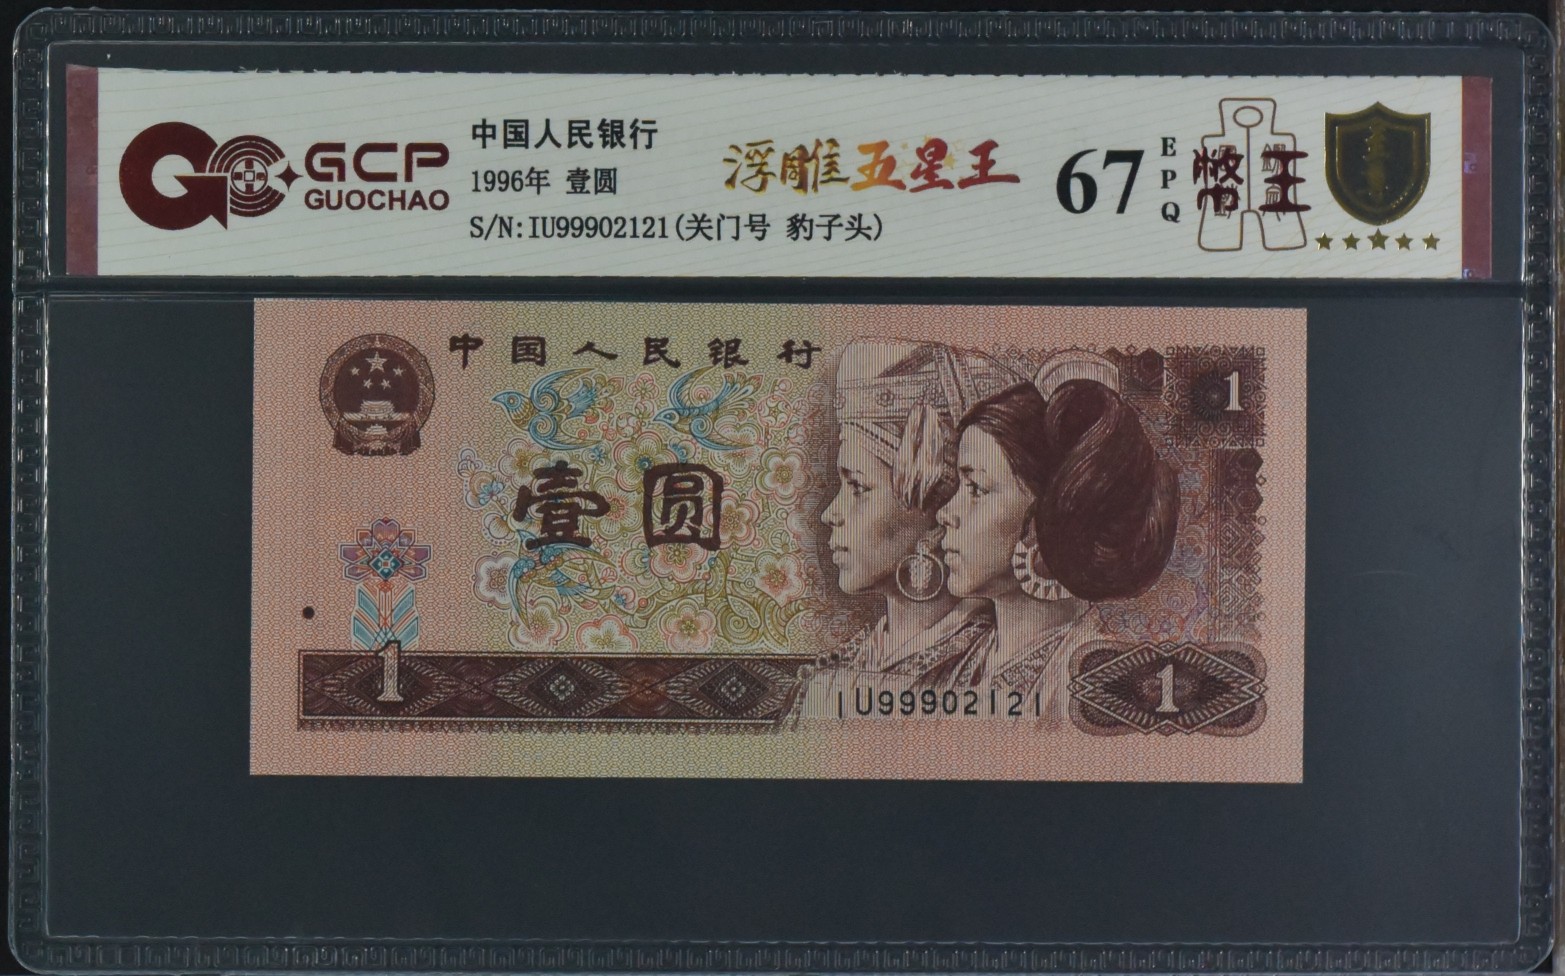 GCP
GUOCHAO
中国人民银行
1996年 壹圆
S/N:IU99902121(关门号 豹子头)
浮雕五星王
67
EPQ
幣王
中国人民银行
1
壹圆
1
IU99902121
1